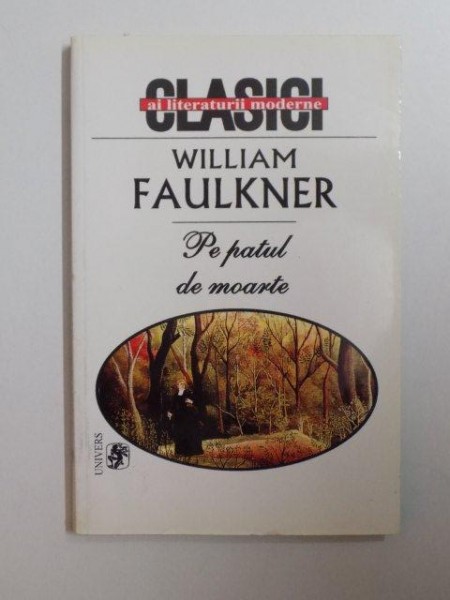 CLASICI
ai literaturii moderne
WILLIAM
FAULKNER
Pe patul
de moarte
UNIVERS